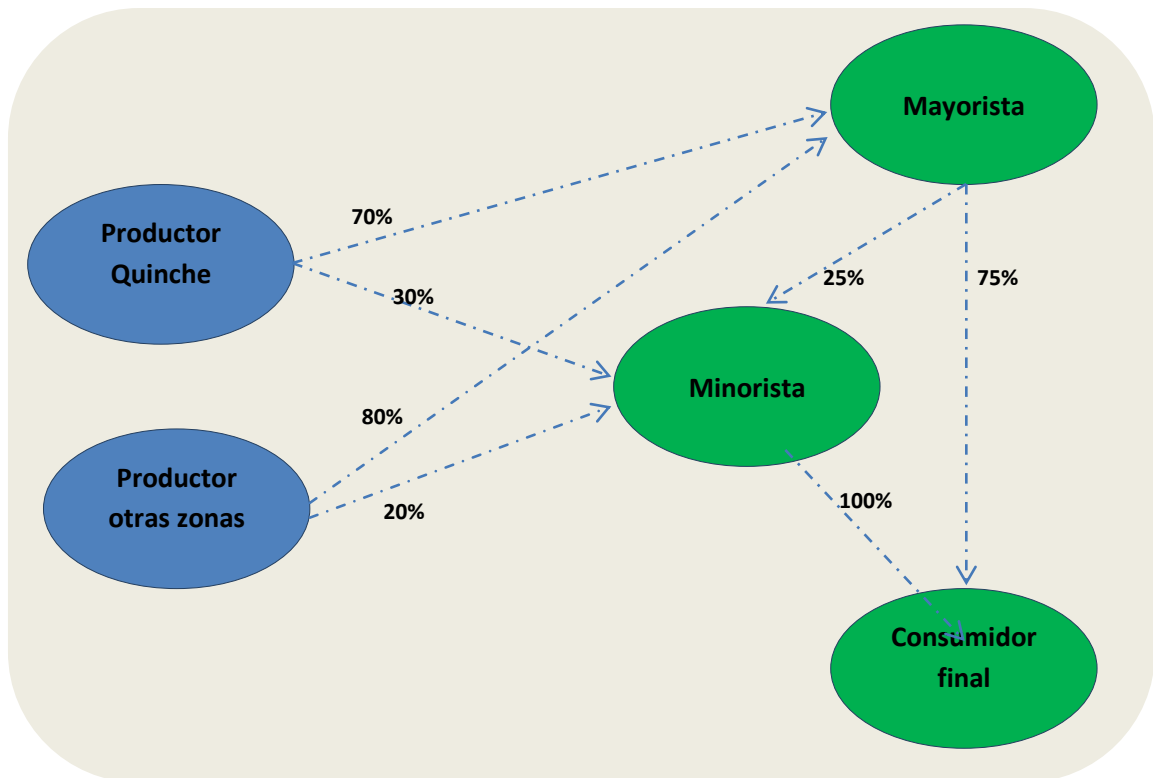 Mayorista
70%
Productor
Quinche
25%
75%
30%
Minorista
80%
Productor
otras zonas
20%
100%
Consumidor
final